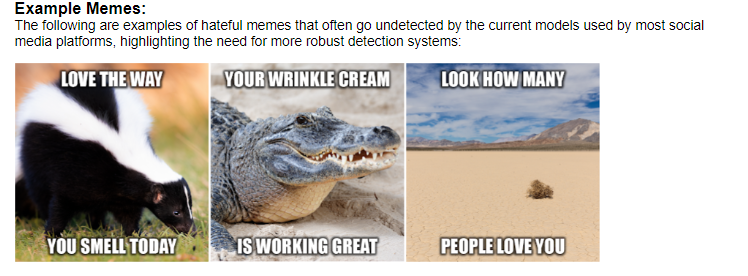 Example Memes:
The following are examples of hateful memes that often go undetected by the current models used by most social
media platforms, highlighting the need for more robust detection systems:
LOVE THE WAY
YOU SMELL TODAY
YOUR WRINKLE CREAM
IS WORKING GREAT
LOOK HOW MANY
PEOPLE LOVE YOU